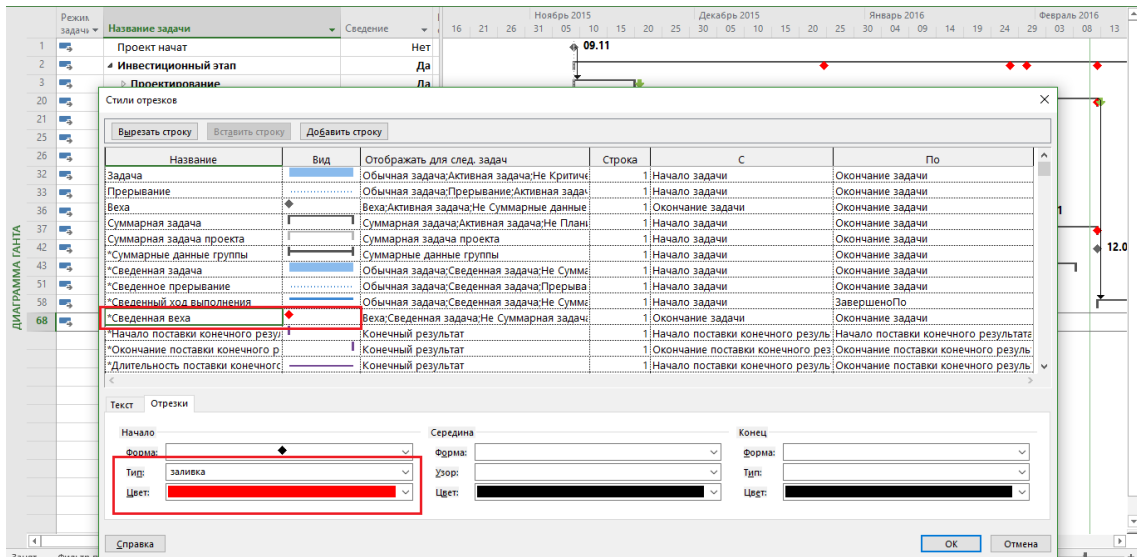 Режим задачи Название задачи Сведение
Ноябрь 2015 Декабрь 2015 Январь 2016 Февраль 2016
16 21 26 31 05 10 15 20 25 30 05 10 15 20 25 30 04 09 14 19 24 29 03 08 13
1 Проект начат Нет 09.11
2 Инвестиционный этап Да
3 Проектирование Да
20
21
25
26
32
33
36
37
42
43
51
58
68
ДИАГРАММА ГАНТА
12.0
Стили отрезков
Вырезать строку Вставить строку Добавить строку
Название Вид Отображать для след. задач Строка С По
Задача Обычная задача;Активная задача;Не Критиче 1 Начало задачи Окончание задачи
Прерывание Обычная задача;Прерывание;Активная задач 1 Начало задачи Окончание задачи
Веха Веха;Активная задача;Не Суммарные данные 1 Окончание задачи Окончание задачи
Суммарная задача Суммарная задача;Активная задача;Не Плани 1 Начало задачи Окончание задачи
Суммарная задача проекта Суммарная задача проекта 1 Начало задачи Окончание задачи
*Суммарные данные группы Суммарные данные группы 1 Начало задачи Окончание задачи
*Сведенная задача Обычная задача;Сведенная задача;Не Сумма 1 Начало задачи Окончание задачи
*Сведенное прерывание Обычная задача;Сведенная задача;Прерыва 1 Начало задачи Окончание задачи
*Сведенный ход выполнения Обычная задача;Сведенная задача;Не Сумма 1 Начало задачи ЗавершеноПо
*Сведенная веха Веха;Сведенная задача;Не Суммарная задача 1 Окончание задачи Окончание задачи
*Начало поставки конечного резул Конечный результат 1 Начало поставки конечного резуль Начало поставки конечного результата
*Окончание поставки конечного р Конечный результат 1 Окончание поставки конечного рез Окончание поставки конечного резуль
*Длительность поставки конечногс Конечный результат 1 Начало поставки конечного резуль Окончание поставки конечного резуль
Текст Отрезки
Начало Середина Конец
Форма: Форма: Форма:
Тип: заливка Узор: Тип:
Цвет: Цвет: Цвет:
Справка OK Отмена